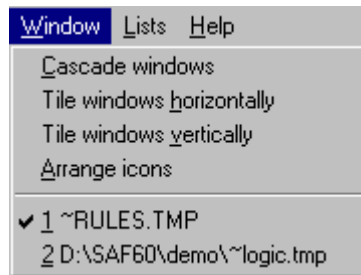 Window Lists Help
Cascade windows
Tile windows horizontally
Tile windows vertically
Arrange icons
✔ 1 ~RULES.TMP
2 D:\SAF60\demo\~logic.tmp